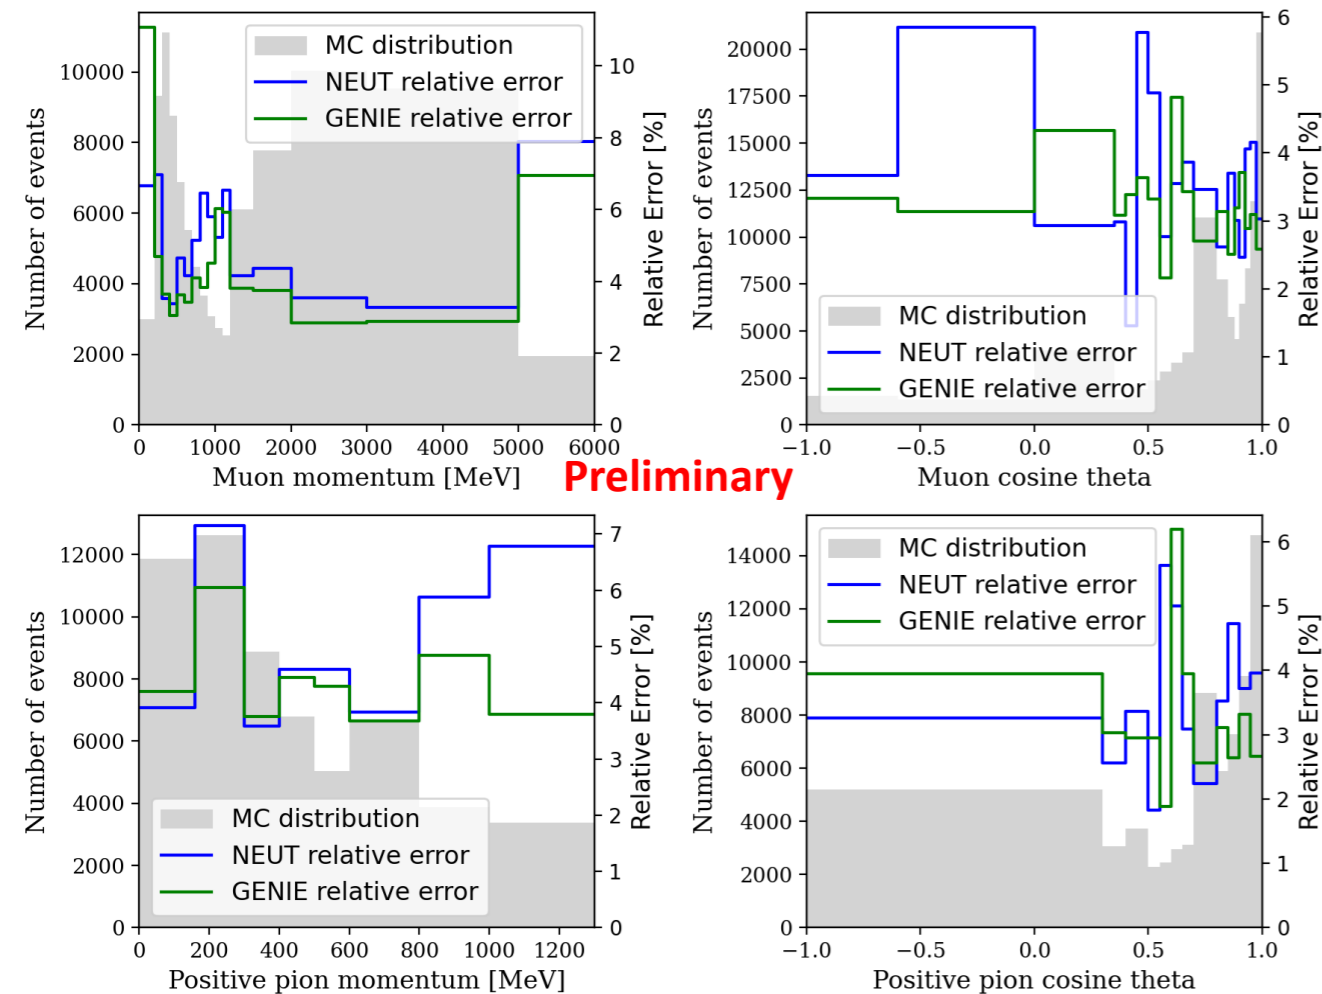 MC distribution
NEUT relative error
GENIE relative error
10000
8000
6000
4000
2000
0
Number of events
10
8
6
4
2
0
Relative Error [%]
0 1000 2000 3000 4000 5000 6000
Muon momentum [MeV]
MC distribution
NEUT relative error
GENIE relative error
20000
17500
15000
12500
10000
7500
5000
2500
0
Number of events
6
5
4
3
2
1
0
Relative Error [%]
−1.0 −0.5 0.0 0.5 1.0
Muon cosine theta
Preliminary
MC distribution
NEUT relative error
GENIE relative error
12000
10000
8000
6000
4000
2000
0
Number of events
7
6
5
4
3
2
1
0
Relative Error [%]
0 200 400 600 800 1000 1200
Positive pion momentum [MeV]
MC distribution
NEUT relative error
GENIE relative error
14000
12000
10000
8000
6000
4000
2000
0
Number of events
6
5
4
3
2
1
0
Relative Error [%]
−1.0 −0.5 0.0 0.5 1.0
Positive pion cosine theta